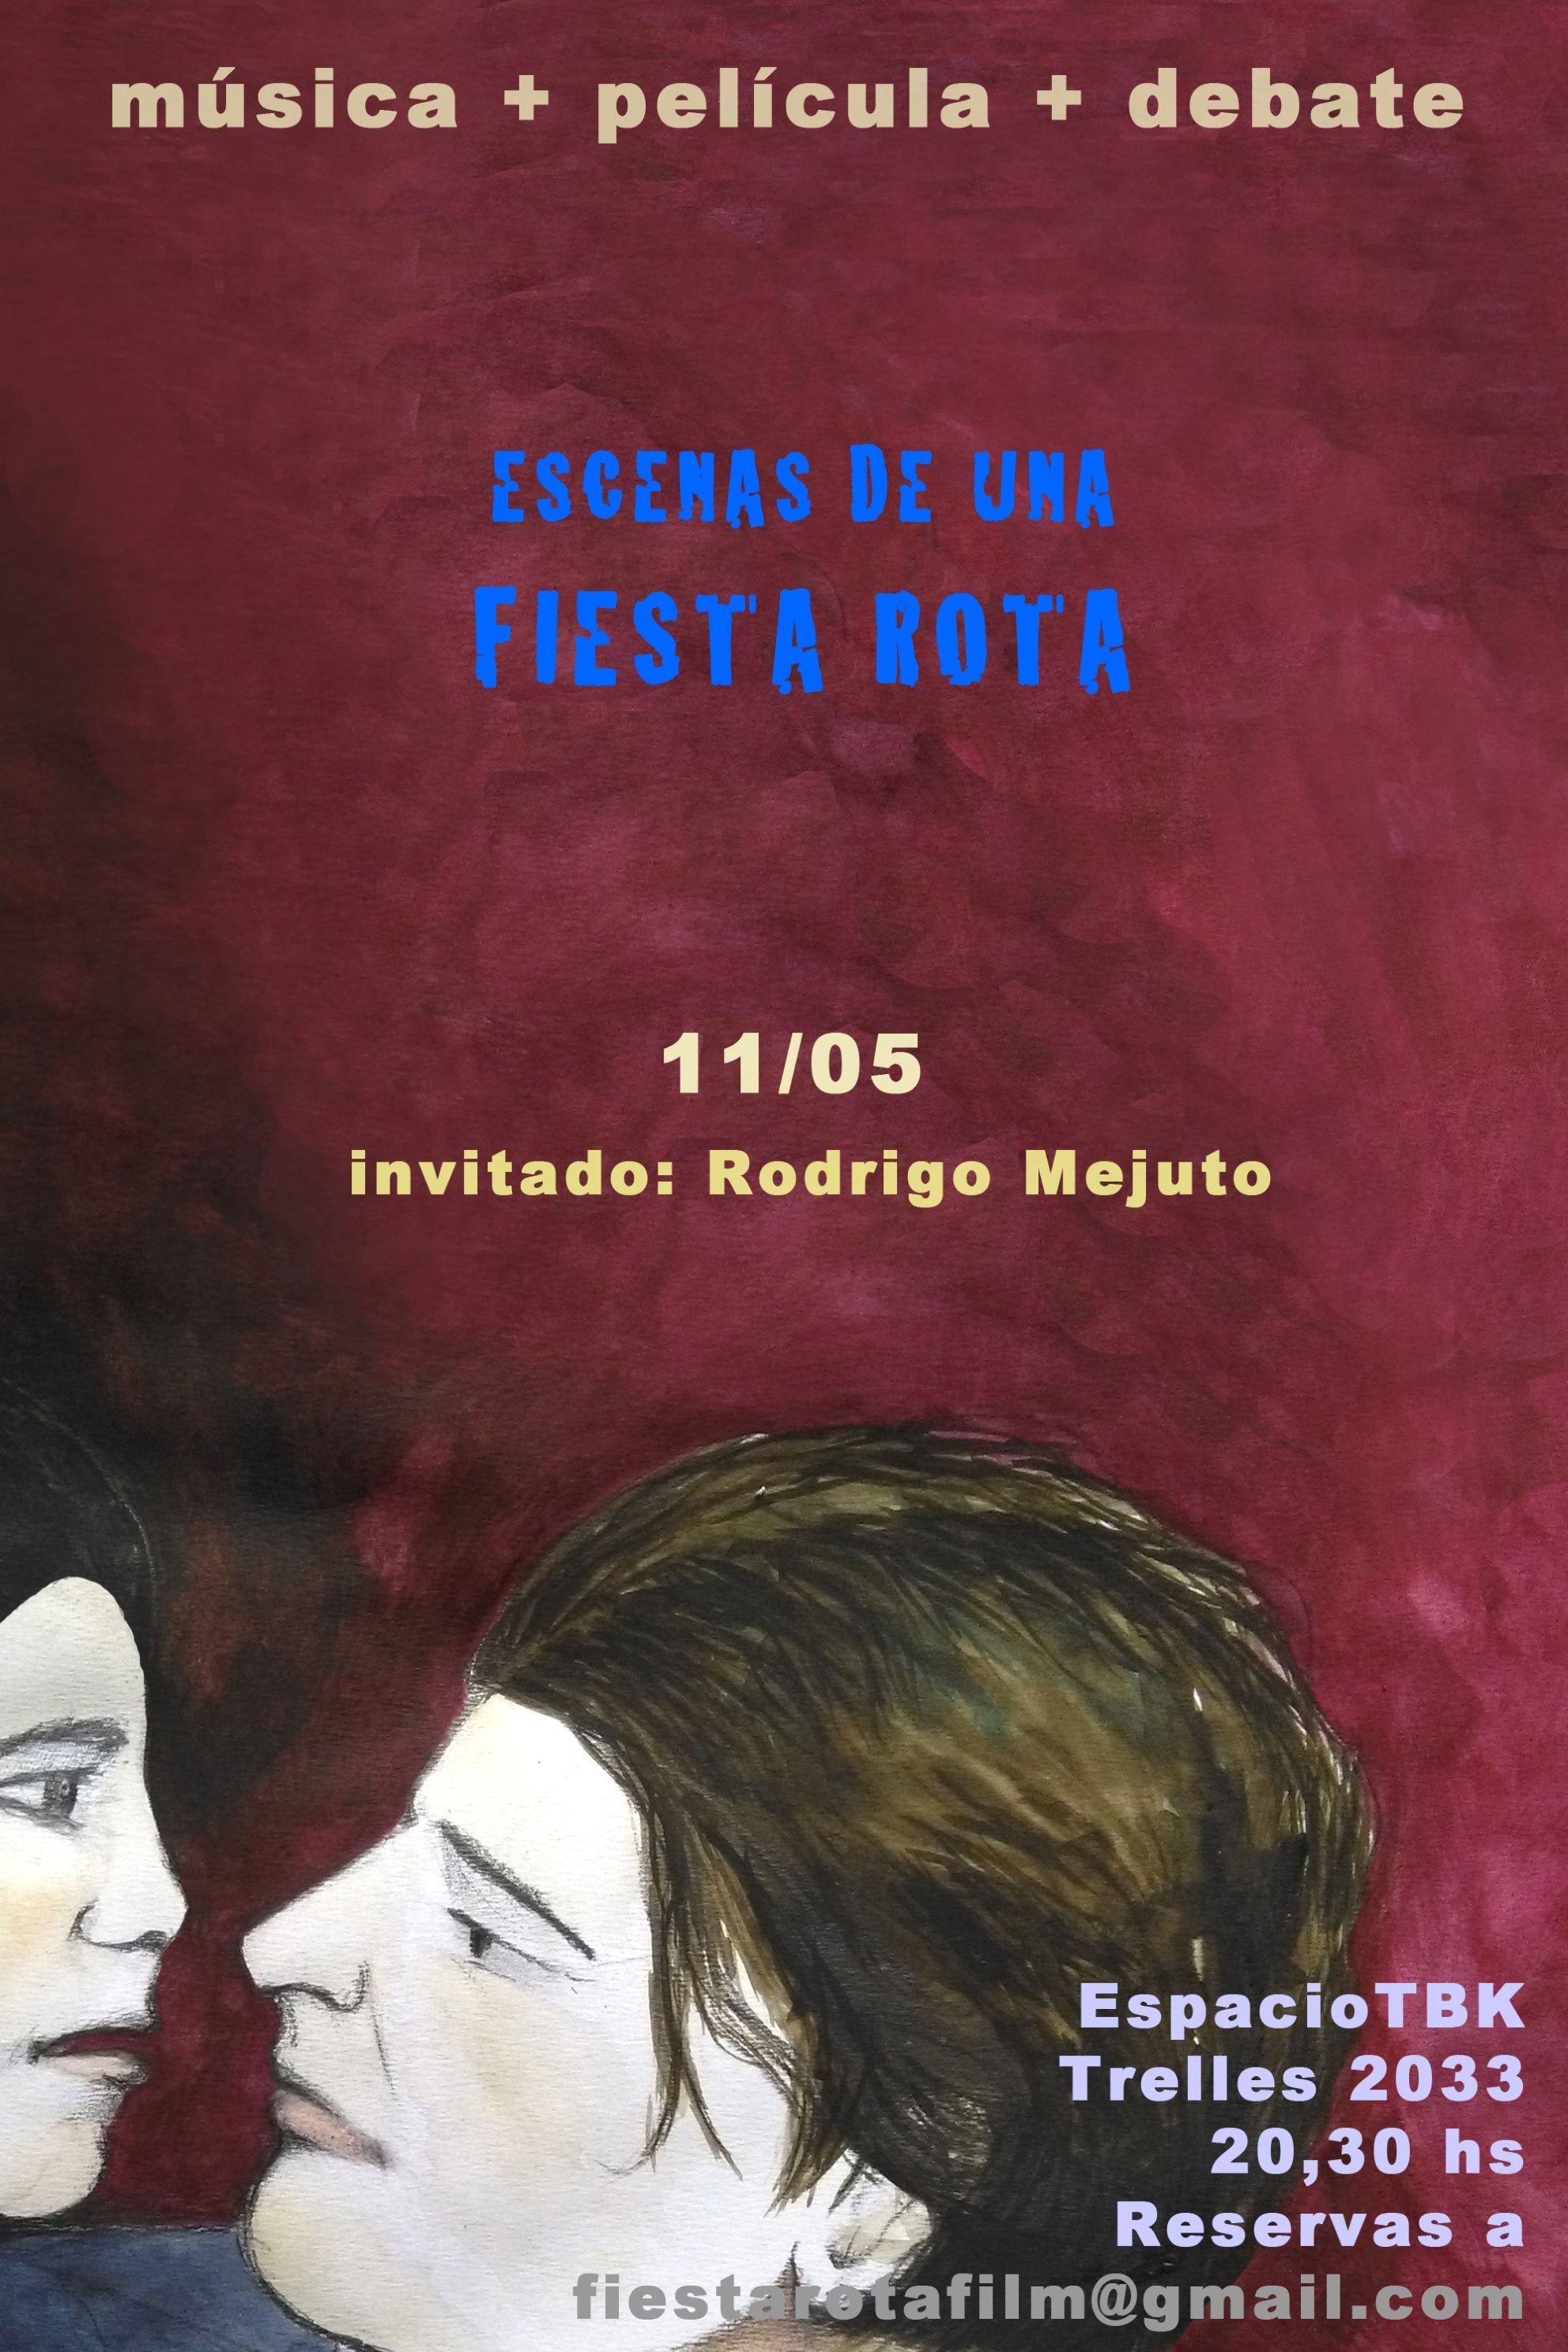 música + película + debate
ESCENAS DE UNA
FIESTA ROTA
11/05
invitado: Rodrigo Mejuto
EspacioTBK
Trelles 2033
20,30 hs
Reservas a
fiestarotafilm@gmail.com